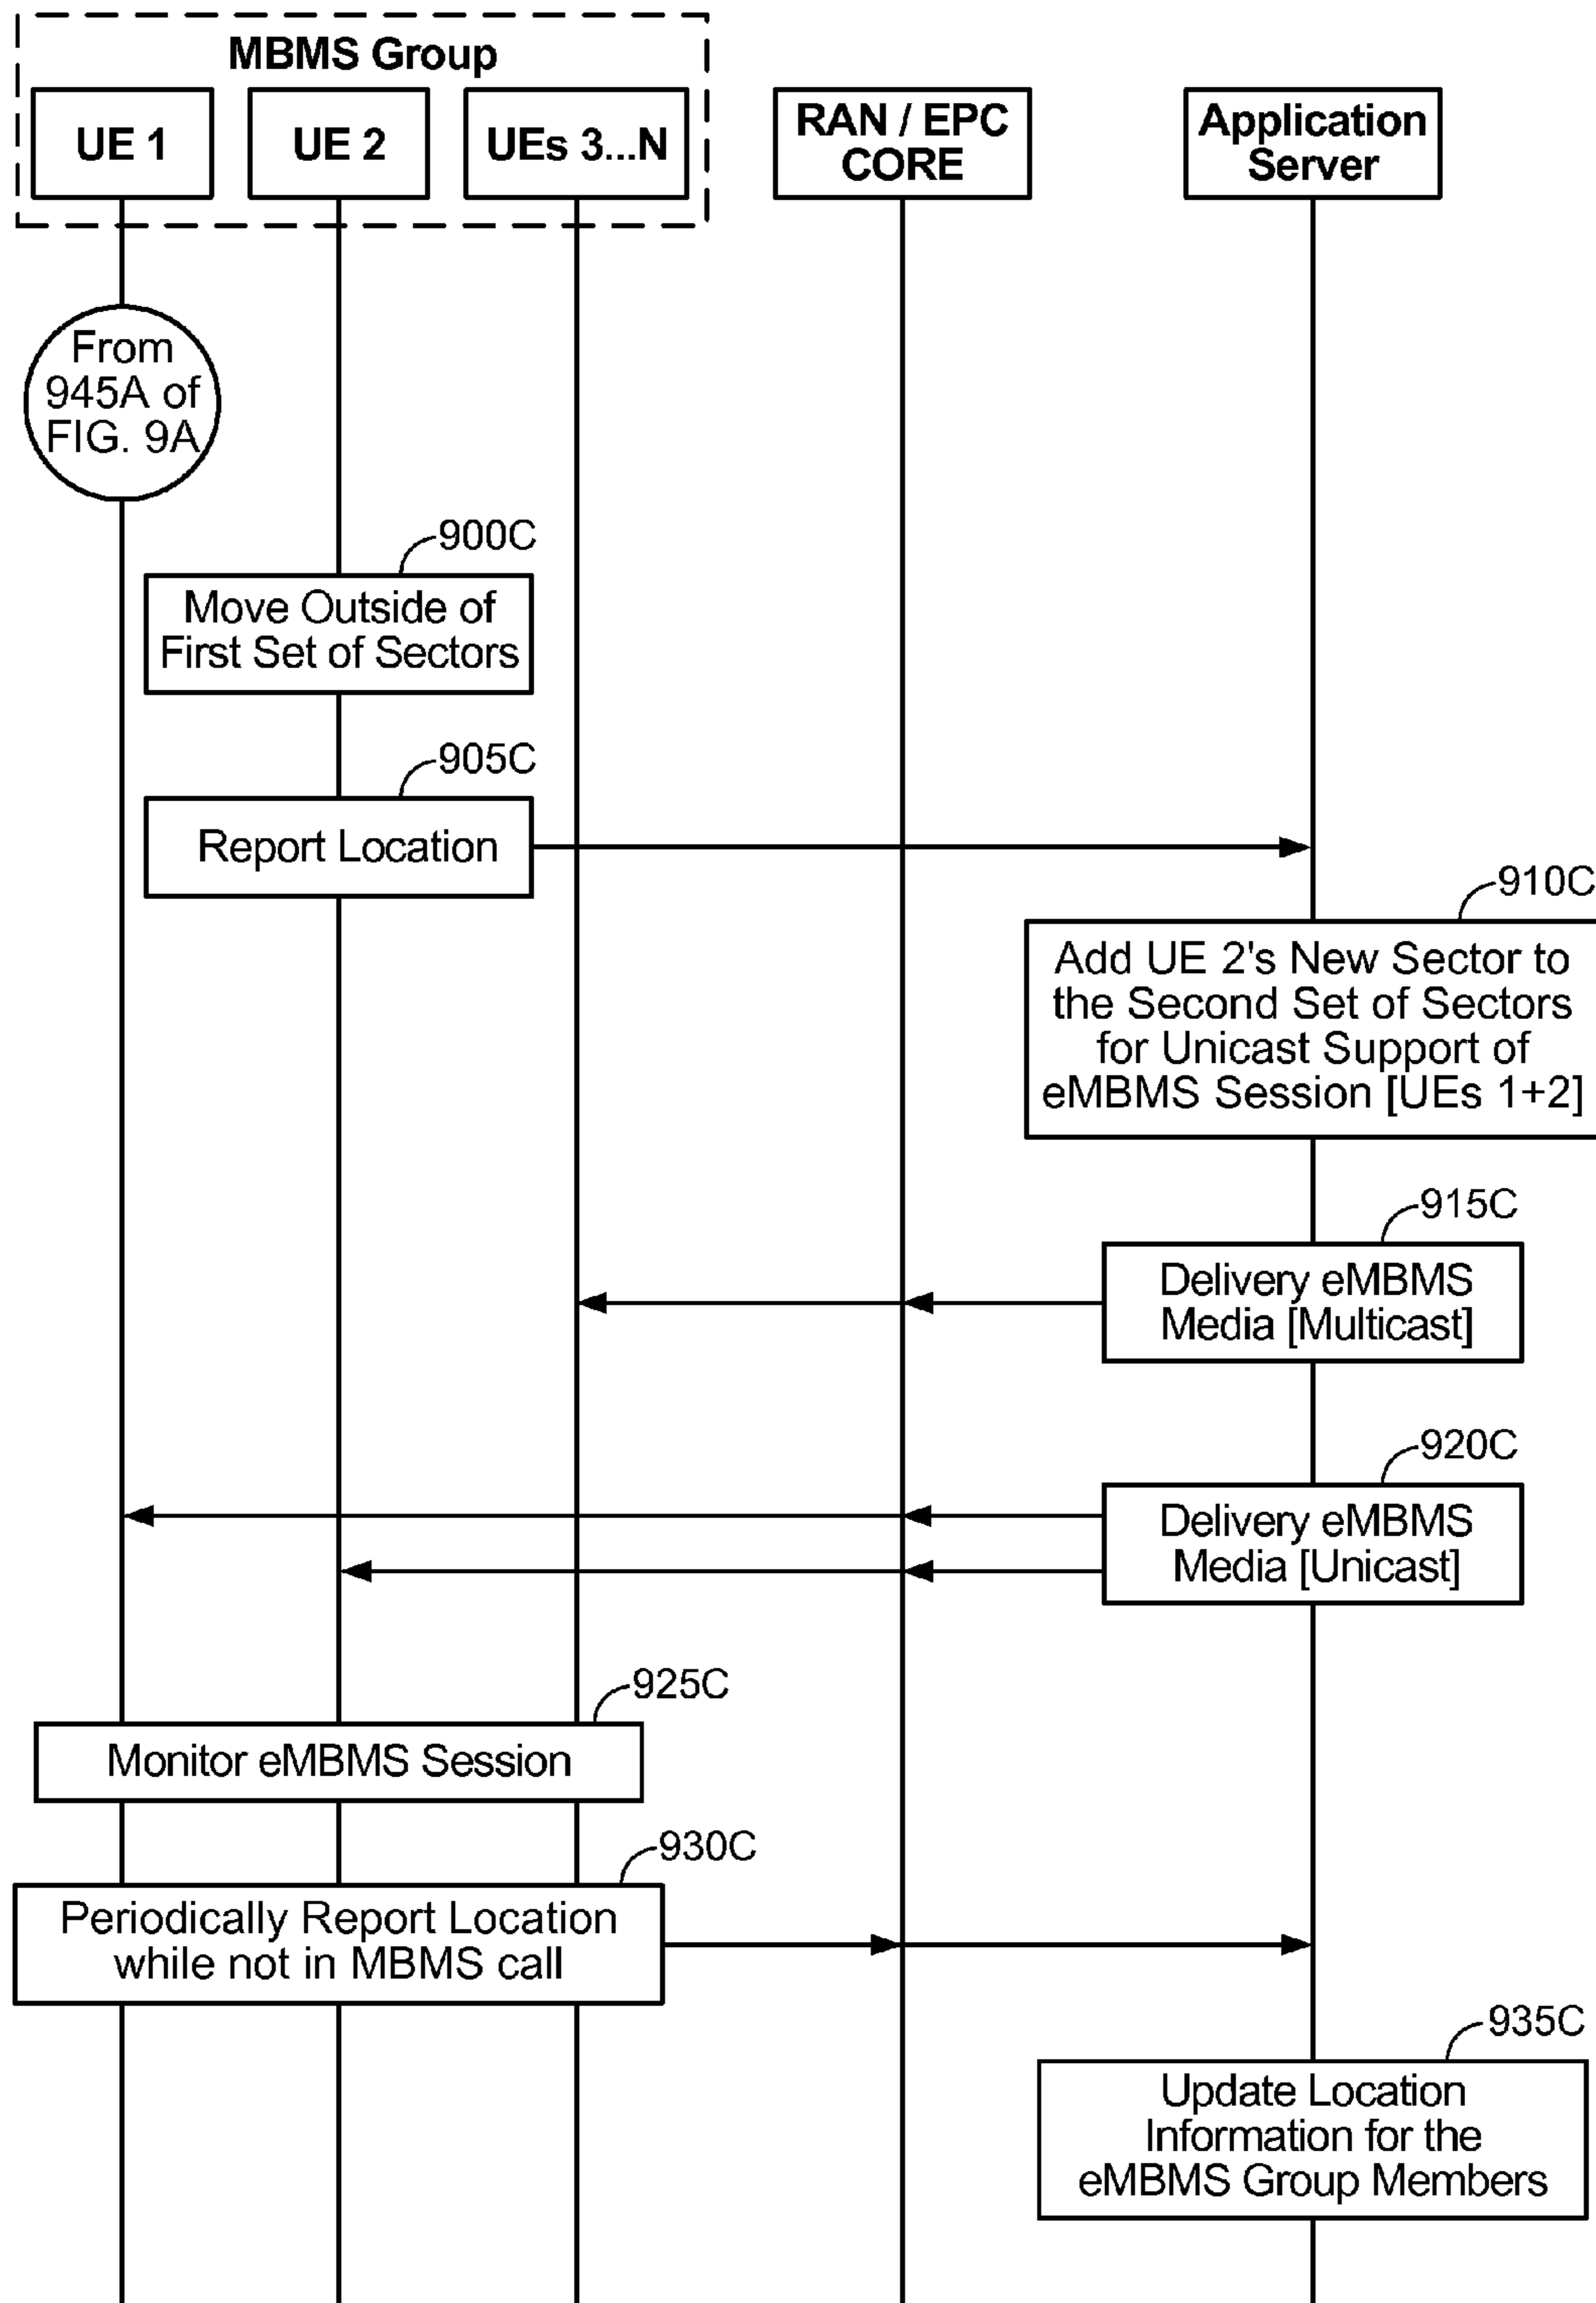 MBMS Group
UE 1
UE 2
UEs 3...N
RAN / EPC
CORE
Application
Server
From
945A of
FIG. 9A
900C
Move Outside of
First Set of Sectors
905C
Report Location
910C
Add UE 2's New Sector to
the Second Set of Sectors
for Unicast Support of
eMBMS Session [UEs 1+2]
915C
Delivery eMBMS
Media [Multicast]
920C
Delivery eMBMS
Media [Unicast]
925C
Monitor eMBMS Session
930C
Periodically Report Location
while not in MBMS call
935C
Update Location
Information for the
eMBMS Group Members